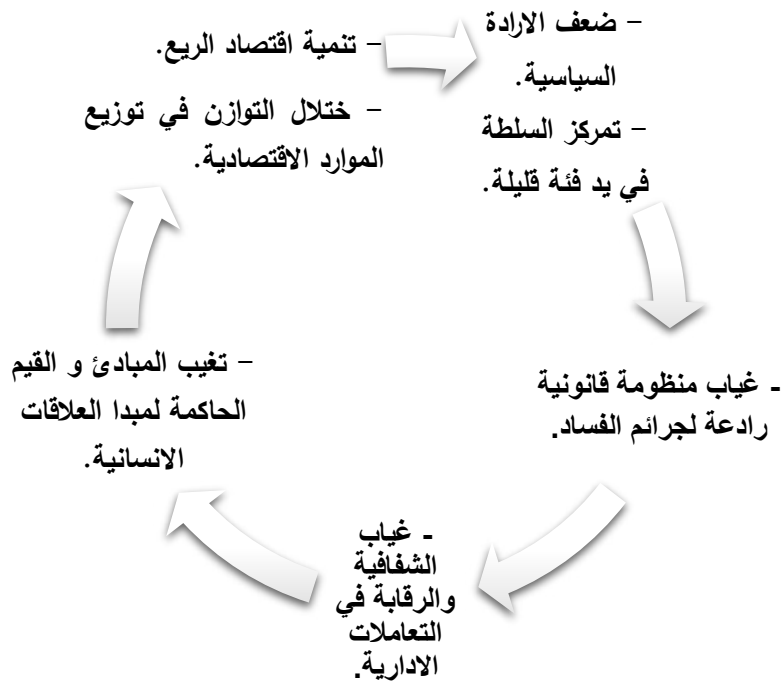 – ضعف الارادة
السياسية.
– تمركز السلطة
في يد فئة قليلة.
- غياب منظومة قانونية
رادعة لجرائم الفساد.
- غياب
الشفافية
والرقابة في
التعاملات
الادارية.
– تغيب المبادئ و القيم
الحاكمة لمبدا العلاقات
الانسانية.
– تنمية اقتصاد الريع.
– ختلال التوازن في توزيع
الموارد الاقتصادية.